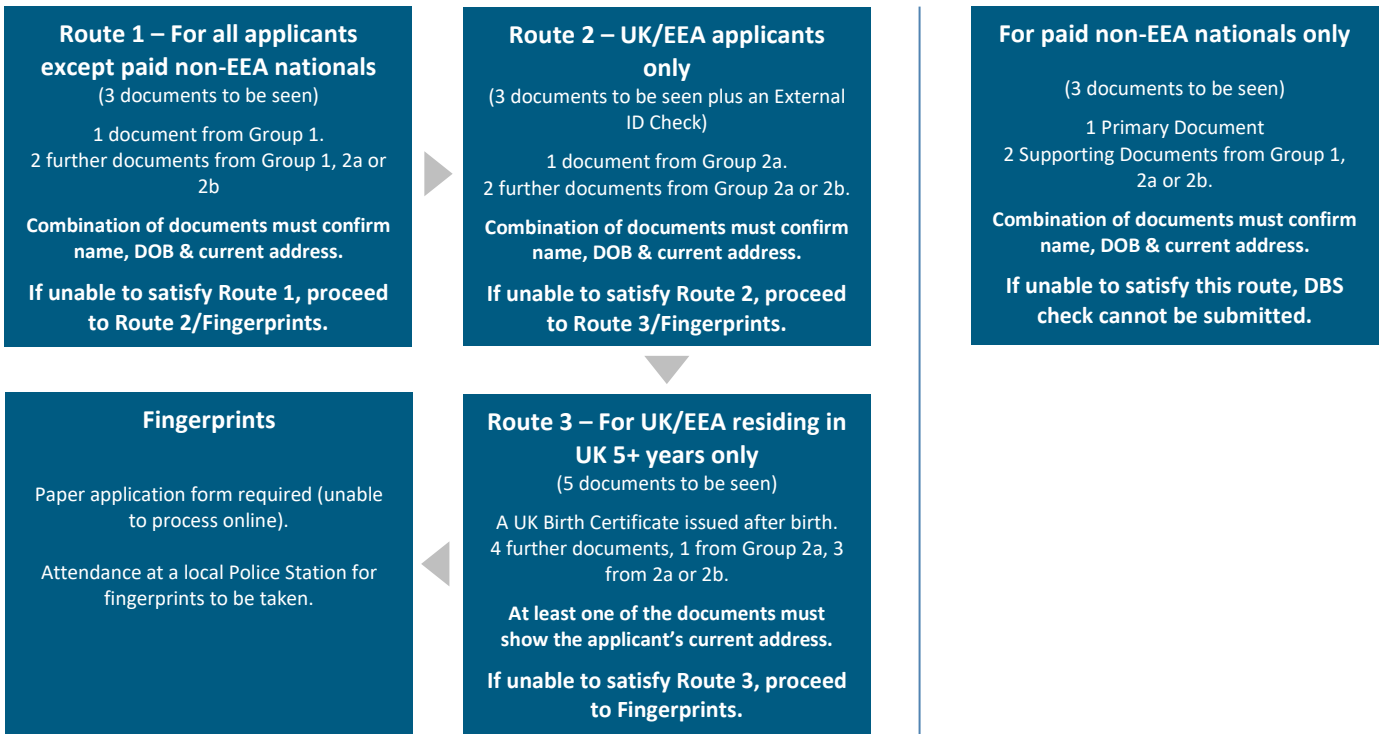 Route 1 – For all applicants
except paid non-EEA nationals
(3 documents to be seen)
1 document from Group 1.
2 further documents from Group 1, 2a or
2b
Combination of documents must confirm
name, DOB & current address.
If unable to satisfy Route 1, proceed
to Route 2/Fingerprints.
Route 2 – UK/EEA applicants
only
(3 documents to be seen plus an External
ID Check)
1 document from Group 2a.
2 further documents from Group 2a or 2b.
Combination of documents must confirm
name, DOB & current address.
If unable to satisfy Route 2, proceed
to Route 3/Fingerprints.
For paid non-EEA nationals only
(3 documents to be seen)
1 Primary Document
2 Supporting Documents from Group 1,
2a or 2b.
Combination of documents must confirm
name, DOB & current address.
If unable to satisfy this route, DBS
check cannot be submitted.
Fingerprints
Paper application form required (unable
to process online).
Attendance at a local Police Station for
fingerprints to be taken.
Route 3 – For UK/EEA residing in
UK 5+ years only
(5 documents to be seen)
A UK Birth Certificate issued after birth.
4 further documents, 1 from Group 2a, 3
from 2a or 2b.
At least one of the documents must
show the applicant’s current address.
If unable to satisfy Route 3, proceed
to Fingerprints.